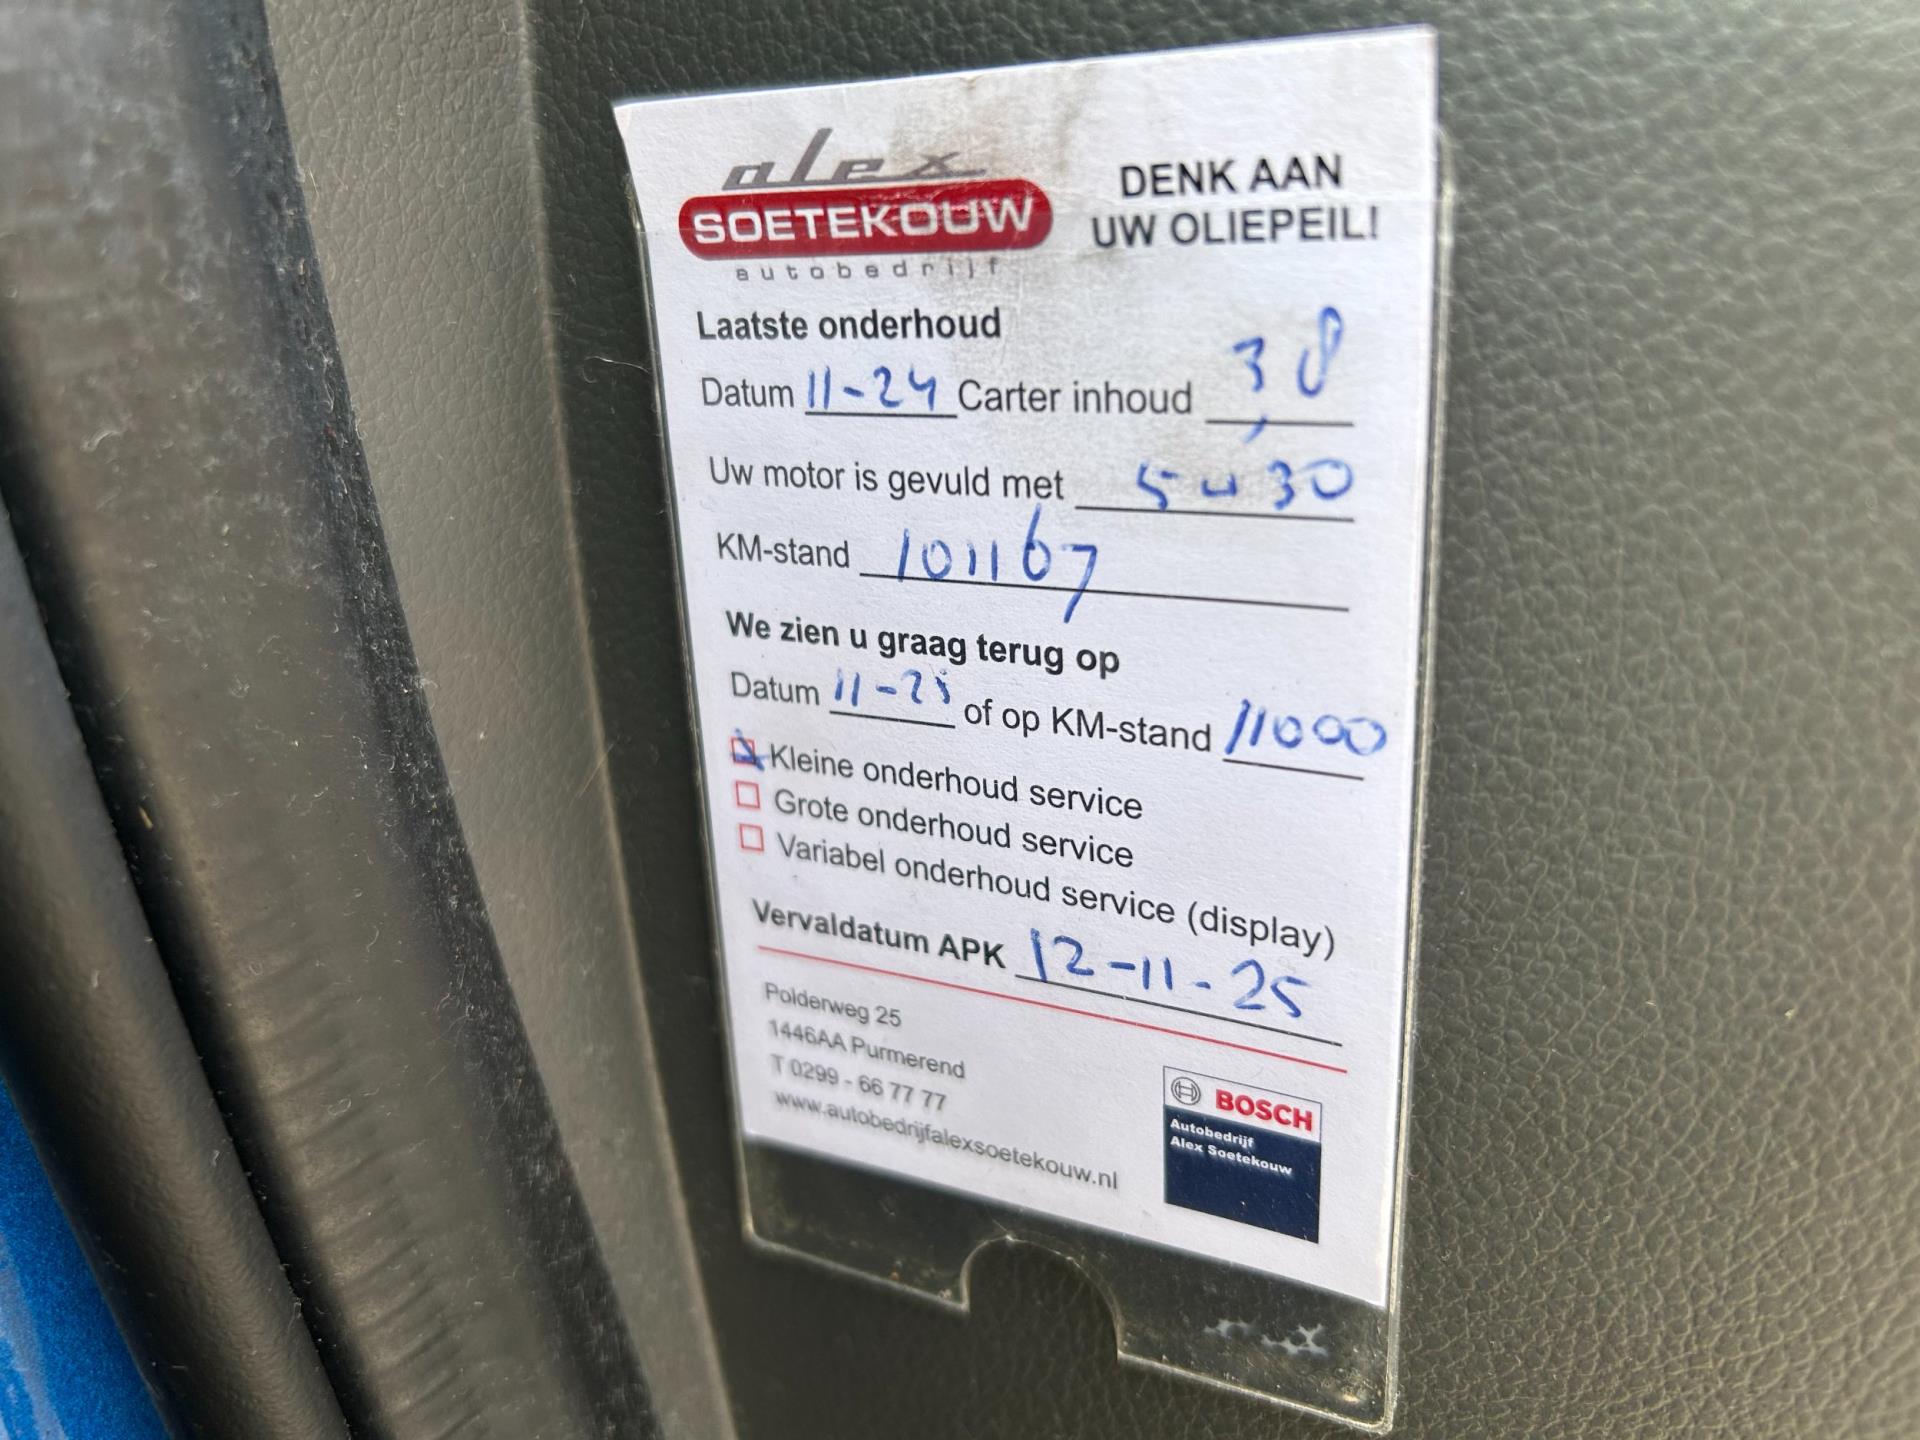 alex
SOETEKOUW
autobedrijf
DENK AAN
UW OLIEPEIL!
Laatste onderhoud
Datum 11-24 Carter inhoud 3,8
Uw motor is gevuld met 5w30
KM-stand 101167
We zien u graag terug op
Datum 11-25 of op KM-stand 11000
Kleine onderhoud service
Grote onderhoud service
Variabel onderhoud service (display)
Vervaldatum APK 12-11-25
Polderweg 25
1446AA Purmerend
T 0299 - 66 77 77
www.autobedrijfalexsoetekouw.nl
BOSCH
Autobedrijf
Alex Soetekouw